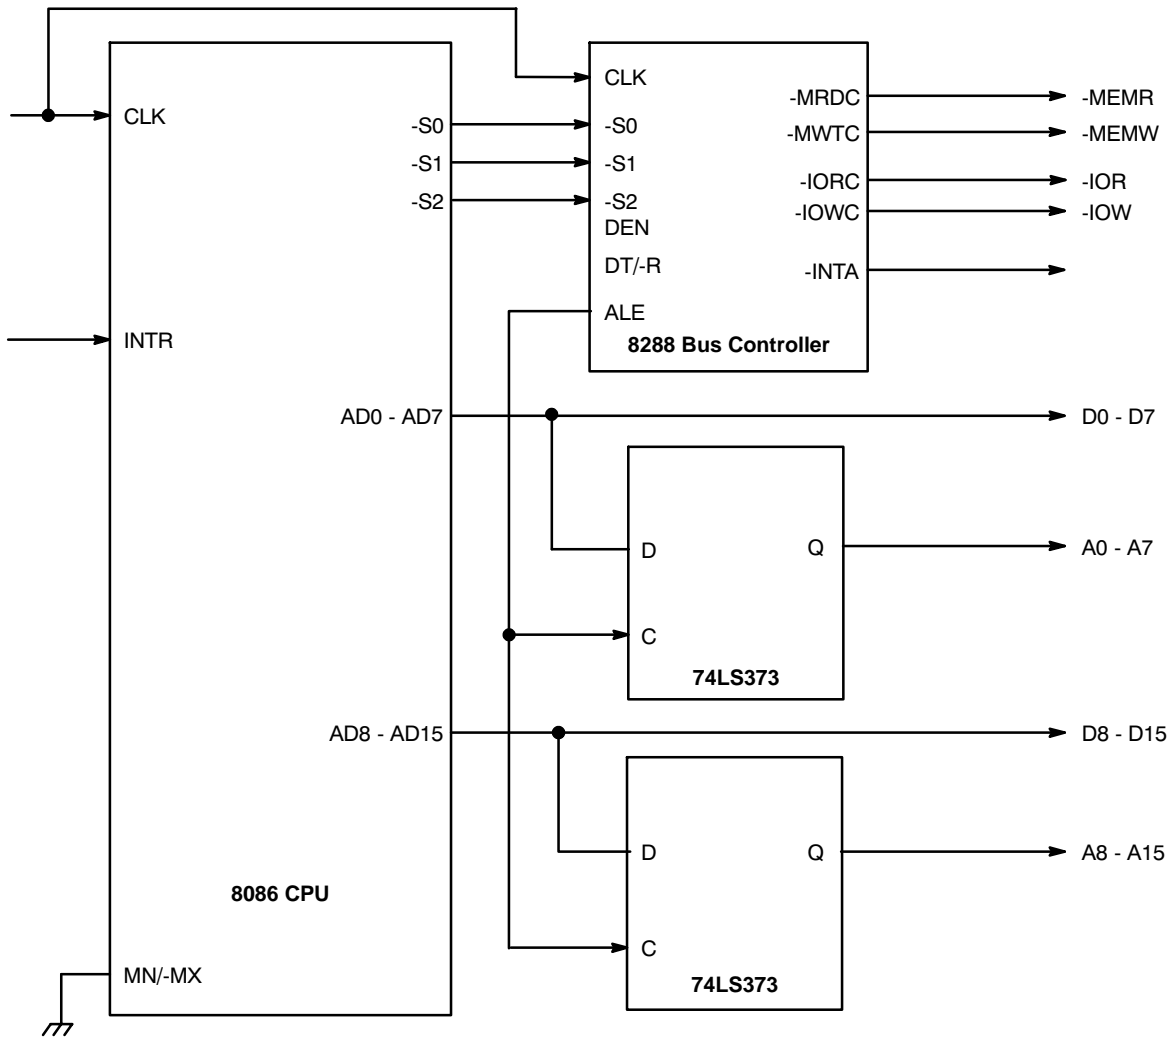 CLK
INTR
-S0
-S1
-S2
AD0 - AD7
AD8 - AD15
8086 CPU
MN/-MX
CLK
-S0
-S1
-S2
DEN
DT/-R
ALE
-MRDC
-MWTC
-IORC
-IOWC
-INTA
8288 Bus Controller
-MEMR
-MEMW
-IOR
-IOW
D0 - D7
D
Q
C
74LS373
A0 - A7
D8 - D15
D
Q
C
74LS373
A8 - A15